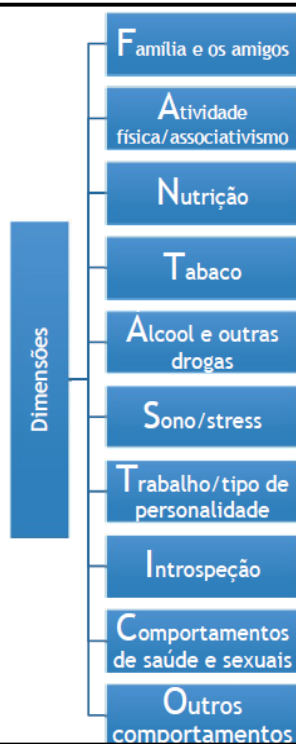 Dimensões
Família e os amigos
Atividade
física/associativismo
Nutrição
Tabaco
Álcool e outras
drogas
Sono/stress
Trabalho/tipo de
personalidade
Introspeção
Comportamentos
de saúde e sexuais
Outros
comportamentos